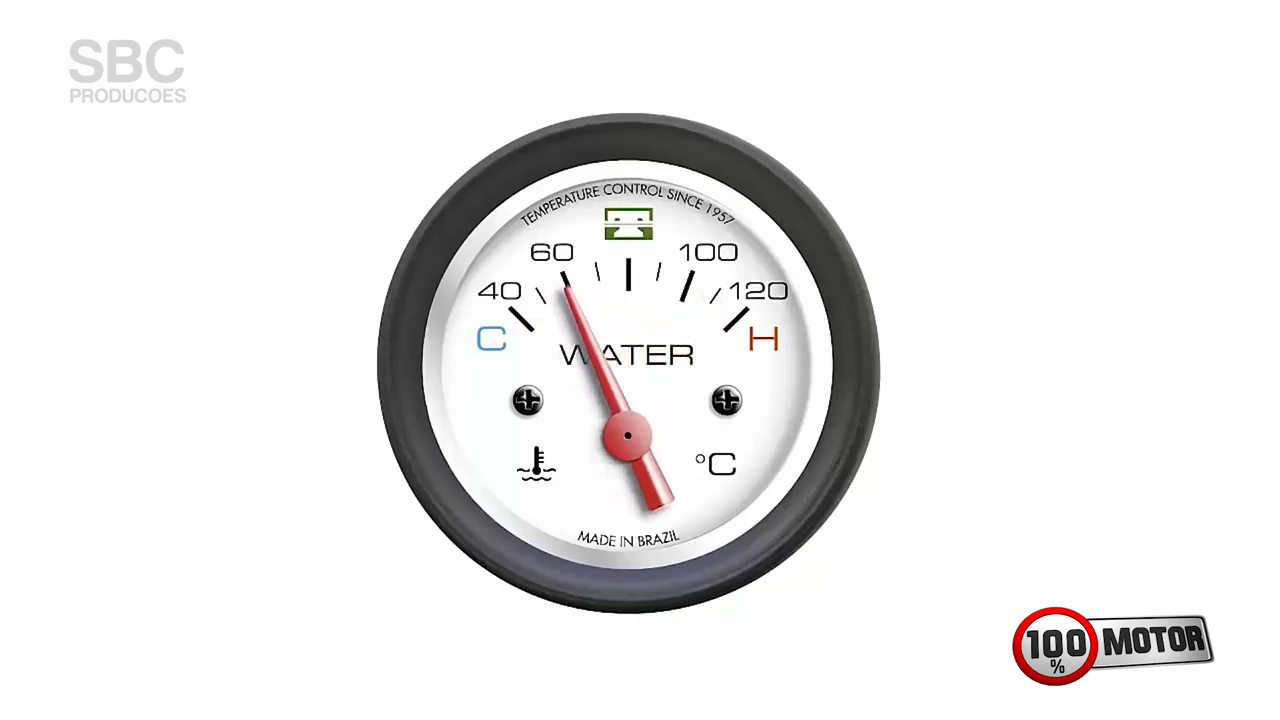 SBC
PRODUCOES
TEMPERATURE CONTROL SINCE 1957
60
100
40
120
C
H
WATER
°C
MADE IN BRAZIL
100
%
MOTOR